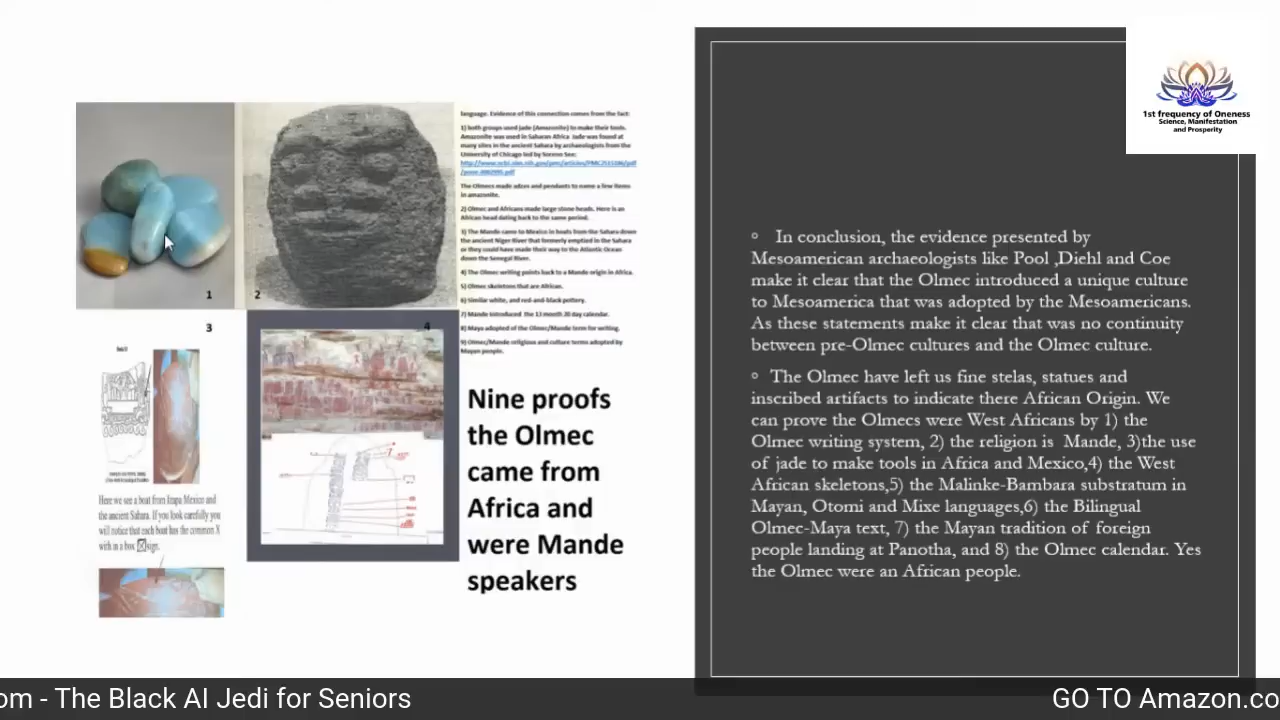 language. Evidence of this connection comes from the fact:
1) both groups used jade (Amazonite) to make their tools.
Amazonite was used in Saharan Africa. Jade was found at
many sites in the ancient Sahara by archaeologists from the
University of Chicago led by Soreno See:
The Olmecs made adzes and pendants to name a few items
in amazonite.
2) Olmec and Africans made large stone heads. Here is an
African head dating back to the same period.
3) The Mande came to Mexico in boats from the Sahara down
the ancient Niger River that formerly emptied in the Sahara
or they could have made their way to the Atlantic Ocean
down the Senegal River.
4) The Olmec writing points back to a Mande origin in Africa.
5) Olmec skeletons that are African.
6) Similar white, and red-and-black pottery.
7) Mande introduced the 13 month 20 day calendar.
8) Maya adopted of the Olmec/Mande term for writing.
9) Olmec/Mande religious and culture terms adopted by
Mayan people.
1
2
3
4
Here we see a boat from Izapa Mexico and
the ancient Sahara. If you look carefully you
will notice that each boat has the common X
with in a box sign.
Nine proofs
the Olmec
came from
Africa and
were Mande
speakers
1st frequency of Oneness
Science, Manifestation
and Prosperity
In conclusion, the evidence presented by
Mesoamerican archaeologists like Pool ,Diehl and Coe
make it clear that the Olmec introduced a unique culture
to Mesoamerica that was adopted by the Mesoamericans.
As these statements make it clear that was no continuity
between pre-Olmec cultures and the Olmec culture.
The Olmec have left us fine stelas, statues and
inscribed artifacts to indicate there African Origin. We
can prove the Olmecs were West Africans by 1) the
Olmec writing system, 2) the religion is Mande, 3)the use
of jade to make tools in Africa and Mexico,4) the West
African skeletons,5) the Malinke-Bambara substratum in
Mayan, Otomi and Mixe languages,6) the Bilingual
Olmec-Maya text, 7) the Mayan tradition of foreign
people landing at Panotha, and 8) the Olmec calendar. Yes
the Olmec were an African people.
om - The Black AI Jedi for Seniors
GO TO Amazon.co